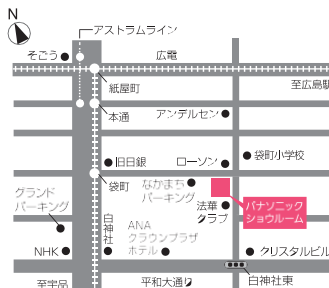 N
アストラムライン
そごう
広電
紙屋町
至広島駅
本通
アンデルセン
旧日銀
ローソン
袋町小学校
袋町
なかまち
パーキング
法華
クラブ
パナソニック
ショウルーム
グランド
パーキング
白神社
ANA
クラウンプラザ
ホテル
NHK
クリスタルビル
至宇品
平和大通り
白神社東